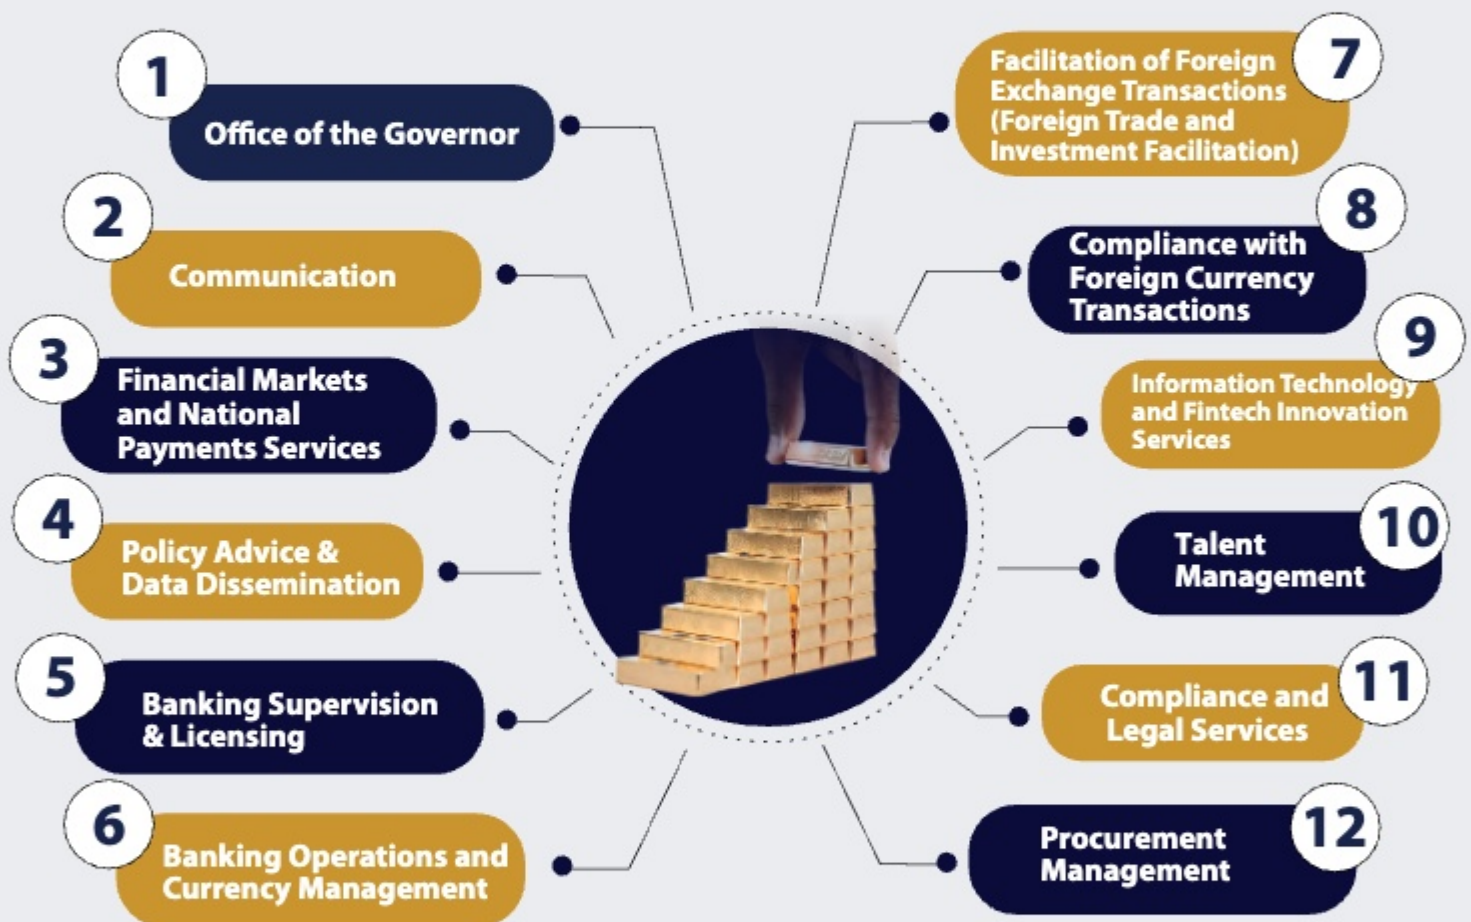 1
Office of the Governor
2
Communication
3
Financial Markets
and National
Payments Services
4
Policy Advice &
Data Dissemination
5
Banking Supervision
& Licensing
6
Banking Operations and
Currency Management
7
Facilitation of Foreign
Exchange Transactions
(Foreign Trade and
Investment Facilitation)
8
Compliance with
Foreign Currency
Transactions
9
Information Technology
and Fintech Innovation
Services
10
Talent
Management
11
Compliance and
Legal Services
12
Procurement
Management